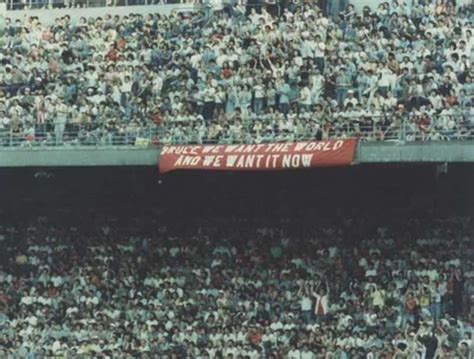 BRUCE WE WANT THE WORLD
AND WE WANT IT NOW